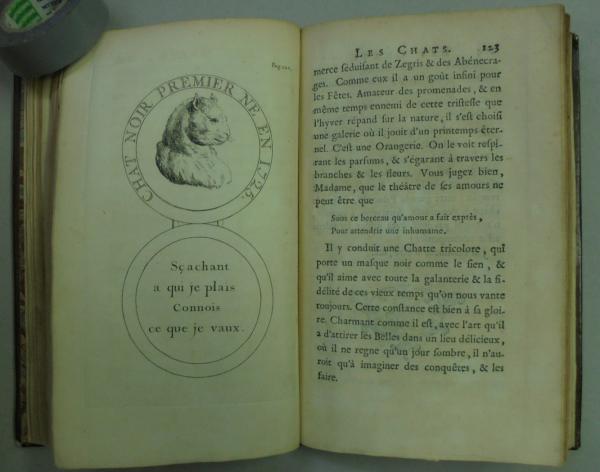 CHAT NOIR PREMIER NE EN 1725.
Sçachant
a qui je plais
Connois
ce que je vaux.
LES CHATS. 123
merce séduisant de Zegris & des Abénecra-
ges. Comme eux il a un goût infini pour
les Fêtes. Amateur des promenades, & en
même temps ennemi de cette tristesse que
l'hyver répand sur la nature, il s'est choisi
une galerie où il jouit d'un printemps éter-
nel. C'est une Orangerie. On le voit respi-
rant les parfums, & s'égarant à travers les
branches & les fleurs. Vous jugez bien,
Madame, que le théâtre de ses amours ne
peut être que
Sous ce berceau qu'amour a fait exprès,
Pour attendrir une inhumaine.
Il y conduit une Chatte tricolore, qui
porte un masque noir comme le sien, &
qu'il aime avec toute la galanterie & la fi-
délité de ces vieux temps qu'on nous vante
toujours. Cette constance est bien à sa gloi-
re. Charmant comme il est, avec l'art qu'il
a d'attirer les Belles dans un lieu délicieux,
où il ne regne qu'un jour sombre, il n'au-
roit qu'à imaginer des conquêtes, & les
faire.